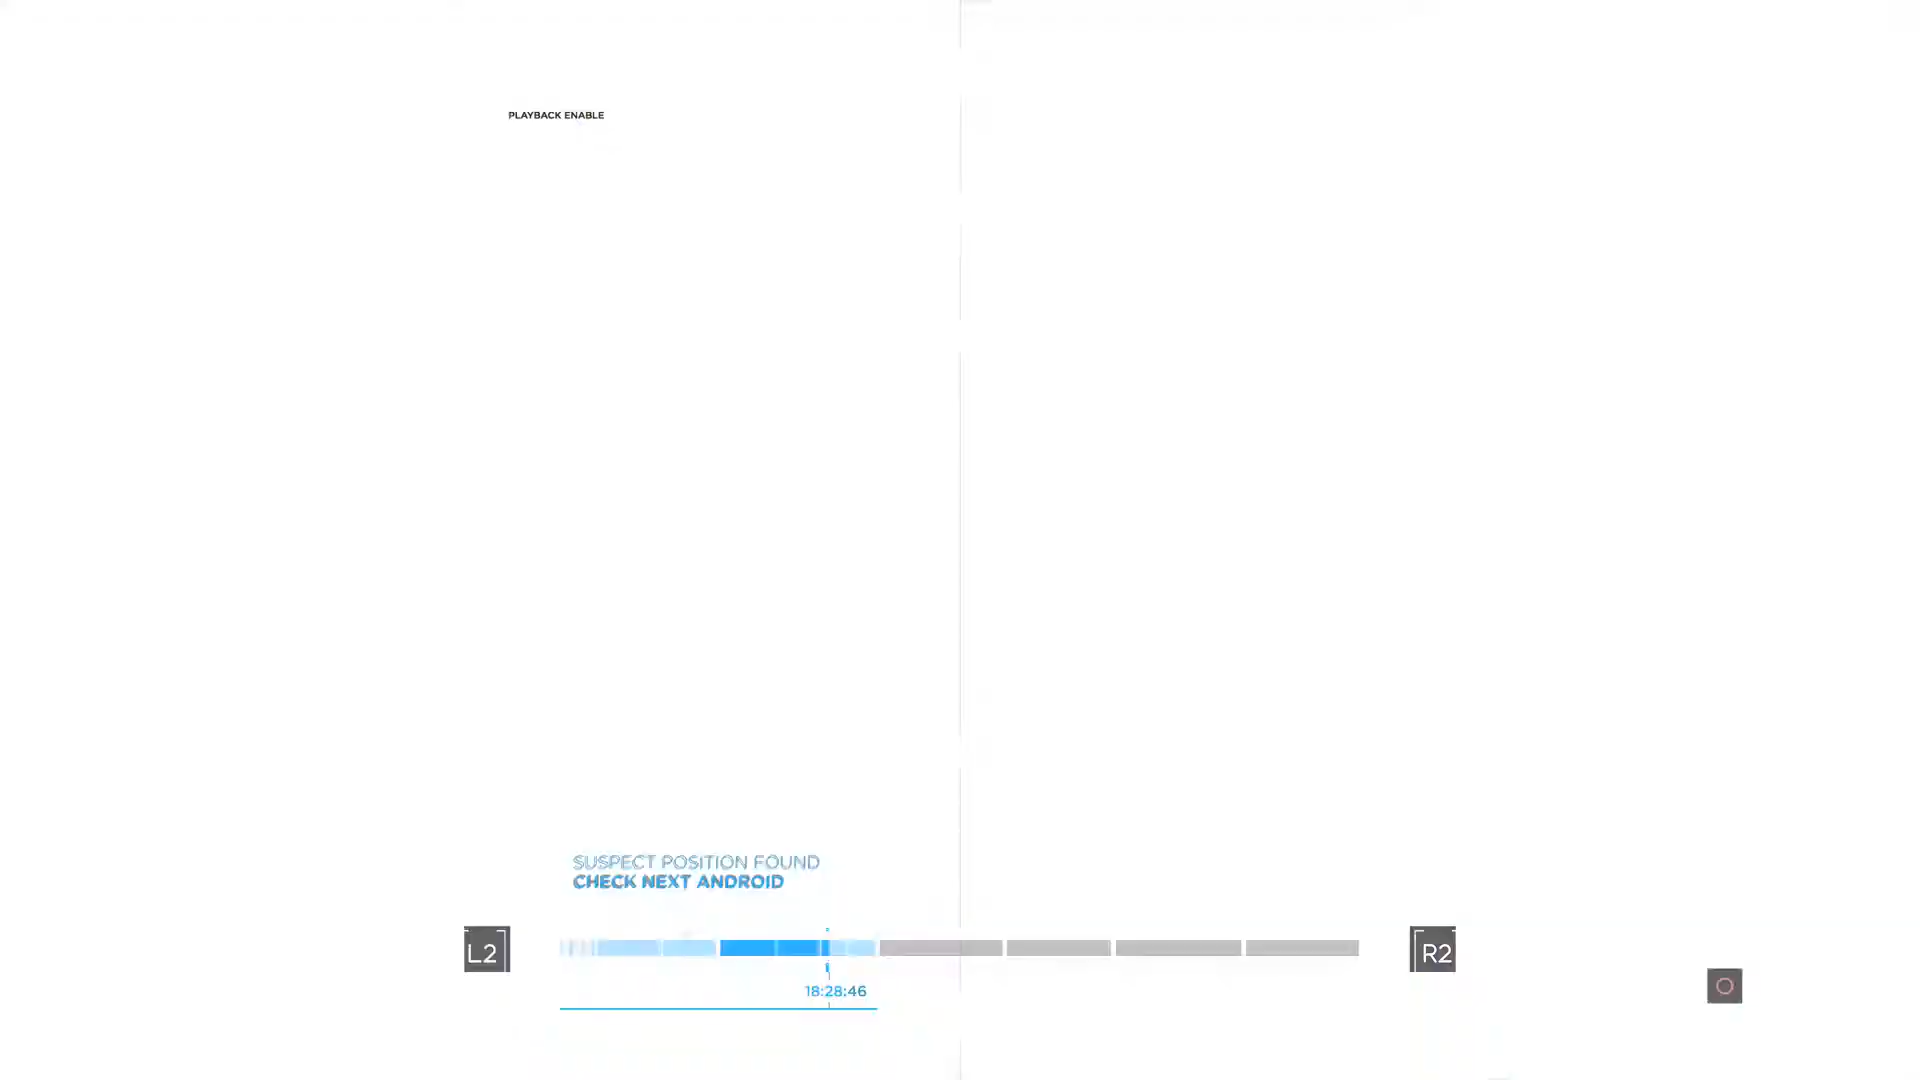 PLAYBACK ENABLE
SUSPECT POSITION FOUND
CHECK NEXT ANDROID
L2
R2
18:28:46